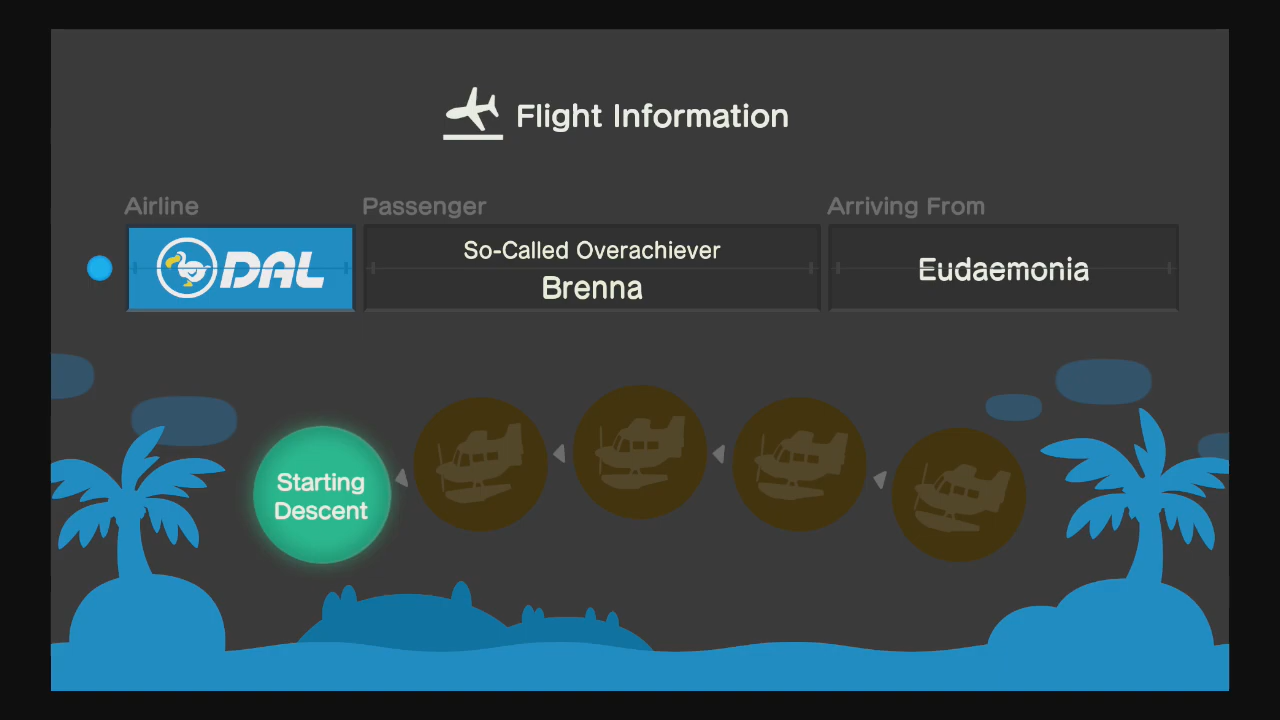 Flight Information
Airline
Passenger
Arriving From
DAL
So-Called Overachiever
Brenna
Eudaemonia
Starting
Descent